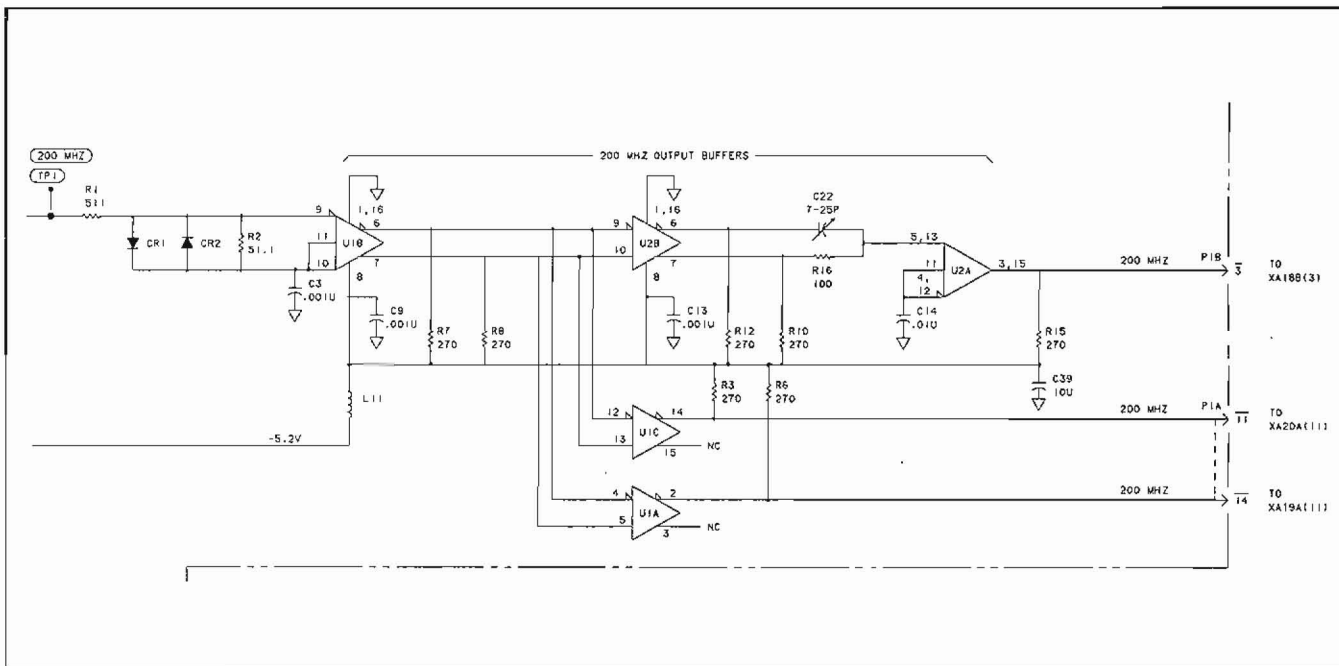 200 MHZ
TP1
R1
511
CR1
CR2
R2
51.1
C3
.001U
9
11
10
1,16
U1B
6
7
8
C9
.001U
R7
270
R8
270
L11
-5.2V
200 MHZ OUTPUT BUFFERS
9
10
1,16
U2B
6
7
8
C13
.001U
R12
270
R10
270
R3
270
R6
270
C22
7-25P
R16
100
5,13
11
4,
12
U2A
3,15
C14
.01U
R15
270
C39
10U
200 MHZ
P1B
3
TO
XA18B(3)
12
13
U1C
14
15
NC
200 MHZ
P1A
11
TO
XA20A(11)
4
5
U1A
2
3
NC
200 MHZ
14
TO
XA19A(11)